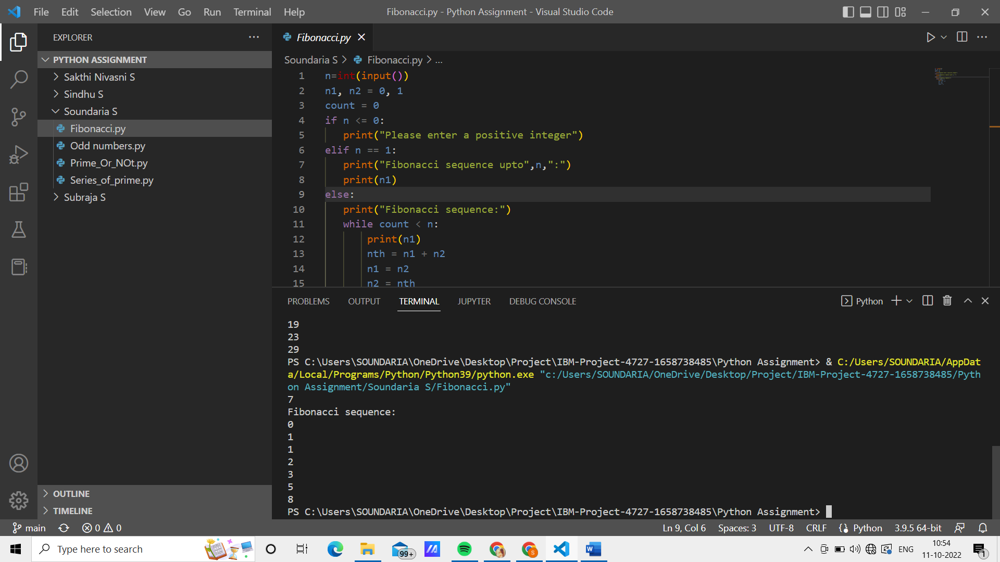 File Edit Selection View Go Run Terminal Help
Fibonacci.py - Python Assignment - Visual Studio Code
EXPLORER
PYTHON ASSIGNMENT
Sakthi Nivasni S
Sindhu S
Soundaria S
Fibonacci.py
Odd numbers.py
Prime_Or_NOt.py
Series_of_prime.py
Subraja S
OUTLINE
TIMELINE
Fibonacci.py
Soundaria S > Fibonacci.py > ...
1 n=int(input())
2 n1, n2 = 0, 1
3 count = 0
4 if n <= 0:
5 print("Please enter a positive integer")
6 elif n == 1:
7 print("Fibonacci sequence upto",n,":")
8 print(n1)
9 else:
10 print("Fibonacci sequence:")
11 while count < n:
12 print(n1)
13 nth = n1 + n2
14 n1 = n2
15 n2 = nth
PROBLEMS OUTPUT TERMINAL JUPYTER DEBUG CONSOLE
Python
19
23
29
PS C:\Users\SOUNDARIA\OneDrive\Desktop\Project\IBM-Project-4727-1658738485\Python Assignment> & C:/Users/SOUNDARIA/AppDat
a/Local/Programs/Python/Python39/python.exe "c:/Users/SOUNDARIA/OneDrive/Desktop/Project/IBM-Project-4727-1658738485/Pyth
on Assignment/Soundaria S/Fibonacci.py"
7
Fibonacci sequence:
0
1
1
2
3
5
8
PS C:\Users\SOUNDARIA\OneDrive\Desktop\Project\IBM-Project-4727-1658738485\Python Assignment>
main 0 0
Ln 9, Col 6 Spaces: 3 UTF-8 CRLF Python 3.9.5 64-bit
Type here to search
99+
S
W
ENG
10:54
11-10-2022
1